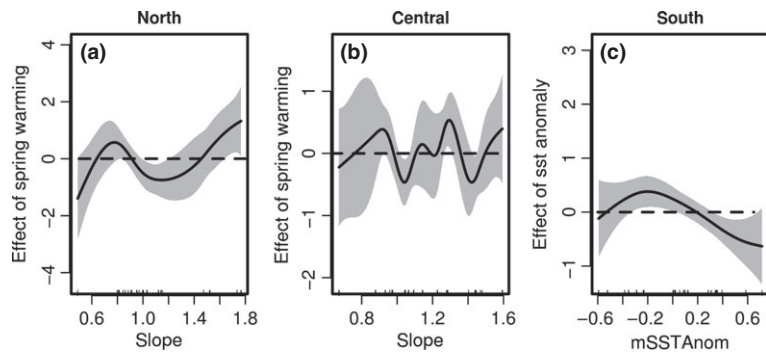 North
(a)
Effect of spring warming
4
2
0
−2
−4
0.6 1.0 1.4 1.8
Slope
Central
(b)
Effect of spring warming
1
0
−1
−2
0.8 1.2 1.6
Slope
South
(c)
Effect of sst anomaly
3
2
1
0
−1
−0.6 −0.2 0.2 0.6
mSSTAnom